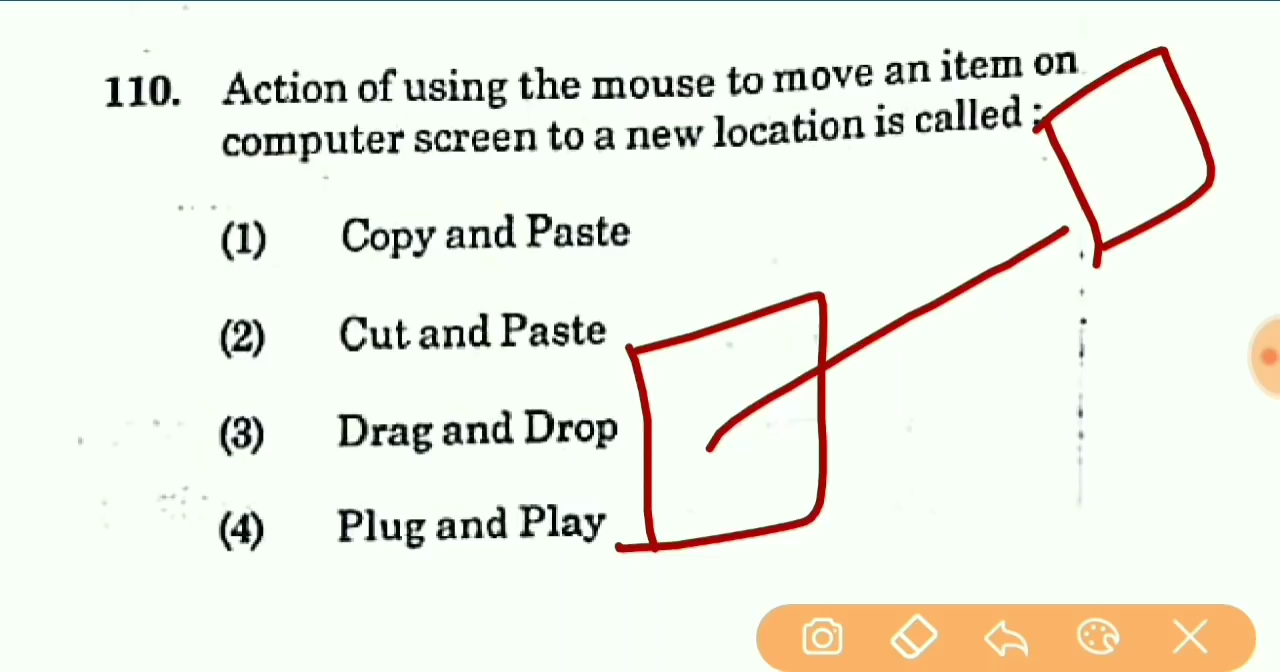 110. Action of using the mouse to move an item on
computer screen to a new location is called :
(1) Copy and Paste
(2) Cut and Paste
(3) Drag and Drop
(4) Plug and Play